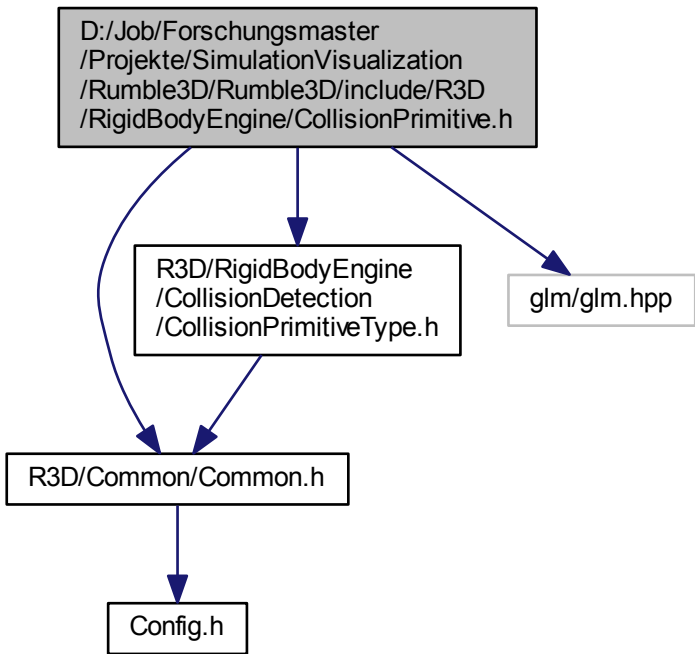 D:/Job/Forschungsmaster
/Projekte/SimulationVisualization
/Rumble3D/Rumble3D/include/R3D
/RigidBodyEngine/CollisionPrimitive.h
R3D/RigidBodyEngine
/CollisionDetection
/CollisionPrimitiveType.h
glm/glm.hpp
R3D/Common/Common.h
Config.h